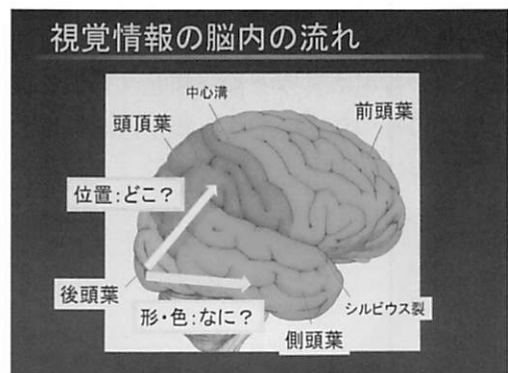 視覚情報の脳内の流れ
中心溝
前頭葉
頭頂葉
位置:どこ?
後頭葉
形・色:なに?
シルビウス裂
側頭葉